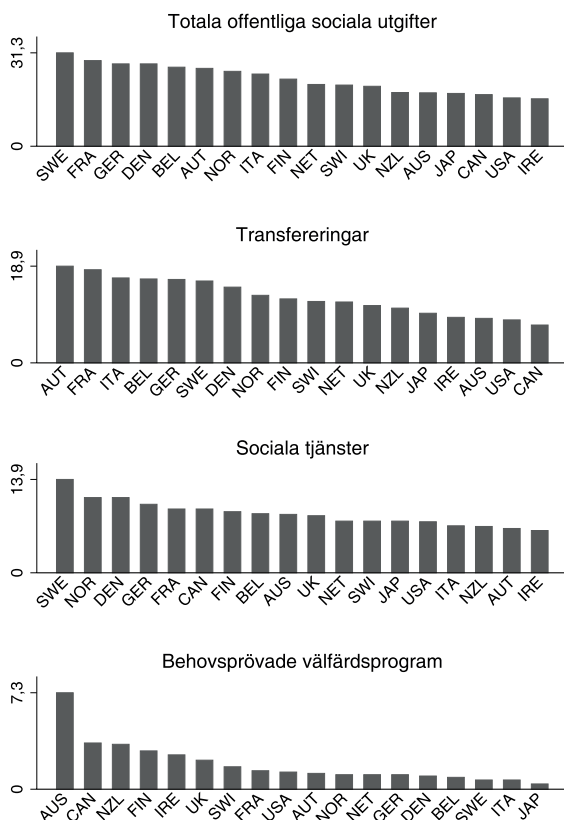 Totala offentliga sociala utgifter
31,3
0
SWE FRA GER DEN BEL AUT NOR ITA FIN NET SWI UK NZL AUS JAP CAN USA IRE
Transfereringar
18,9
0
AUT FRA ITA BEL GER SWE DEN NOR FIN SWI NET UK NZL JAP IRE AUS USA CAN
Sociala tjänster
13,9
0
SWE NOR DEN GER FRA CAN FIN BEL AUS UK NET SWI JAP USA ITA NZL AUT IRE
Behovsprövade välfärdsprogram
7,3
0
AUS CAN NZL FIN IRE UK SWI FRA USA AUT NOR NET GER DEN BEL SWE ITA JAP